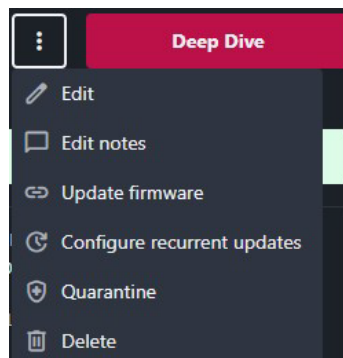 Deep Dive
Edit
Edit notes
Update firmware
Configure recurrent updates
Quarantine
Delete